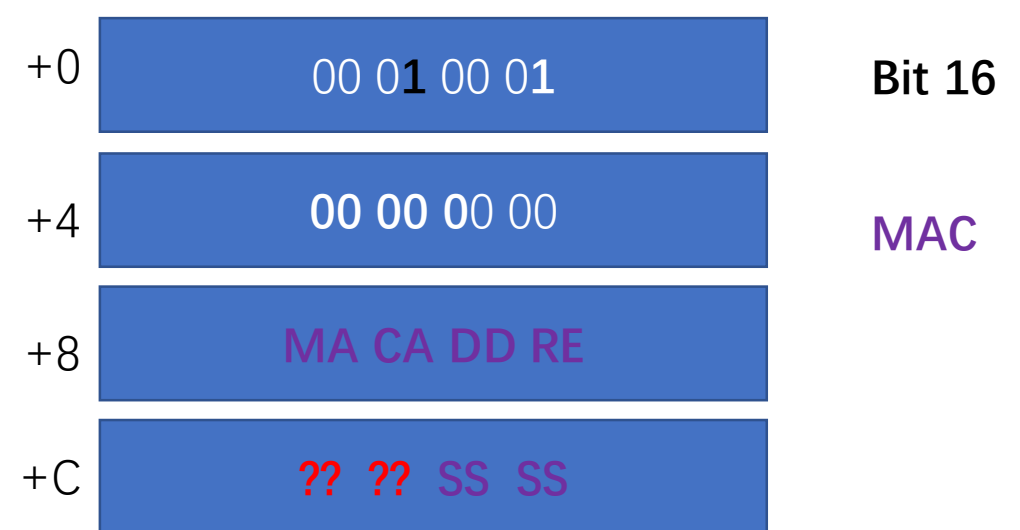 +0 00 01 00 01 Bit 16
+4 00 00 00 00 MAC
+8 MA CA DD RE
+C ?? ?? SS SS